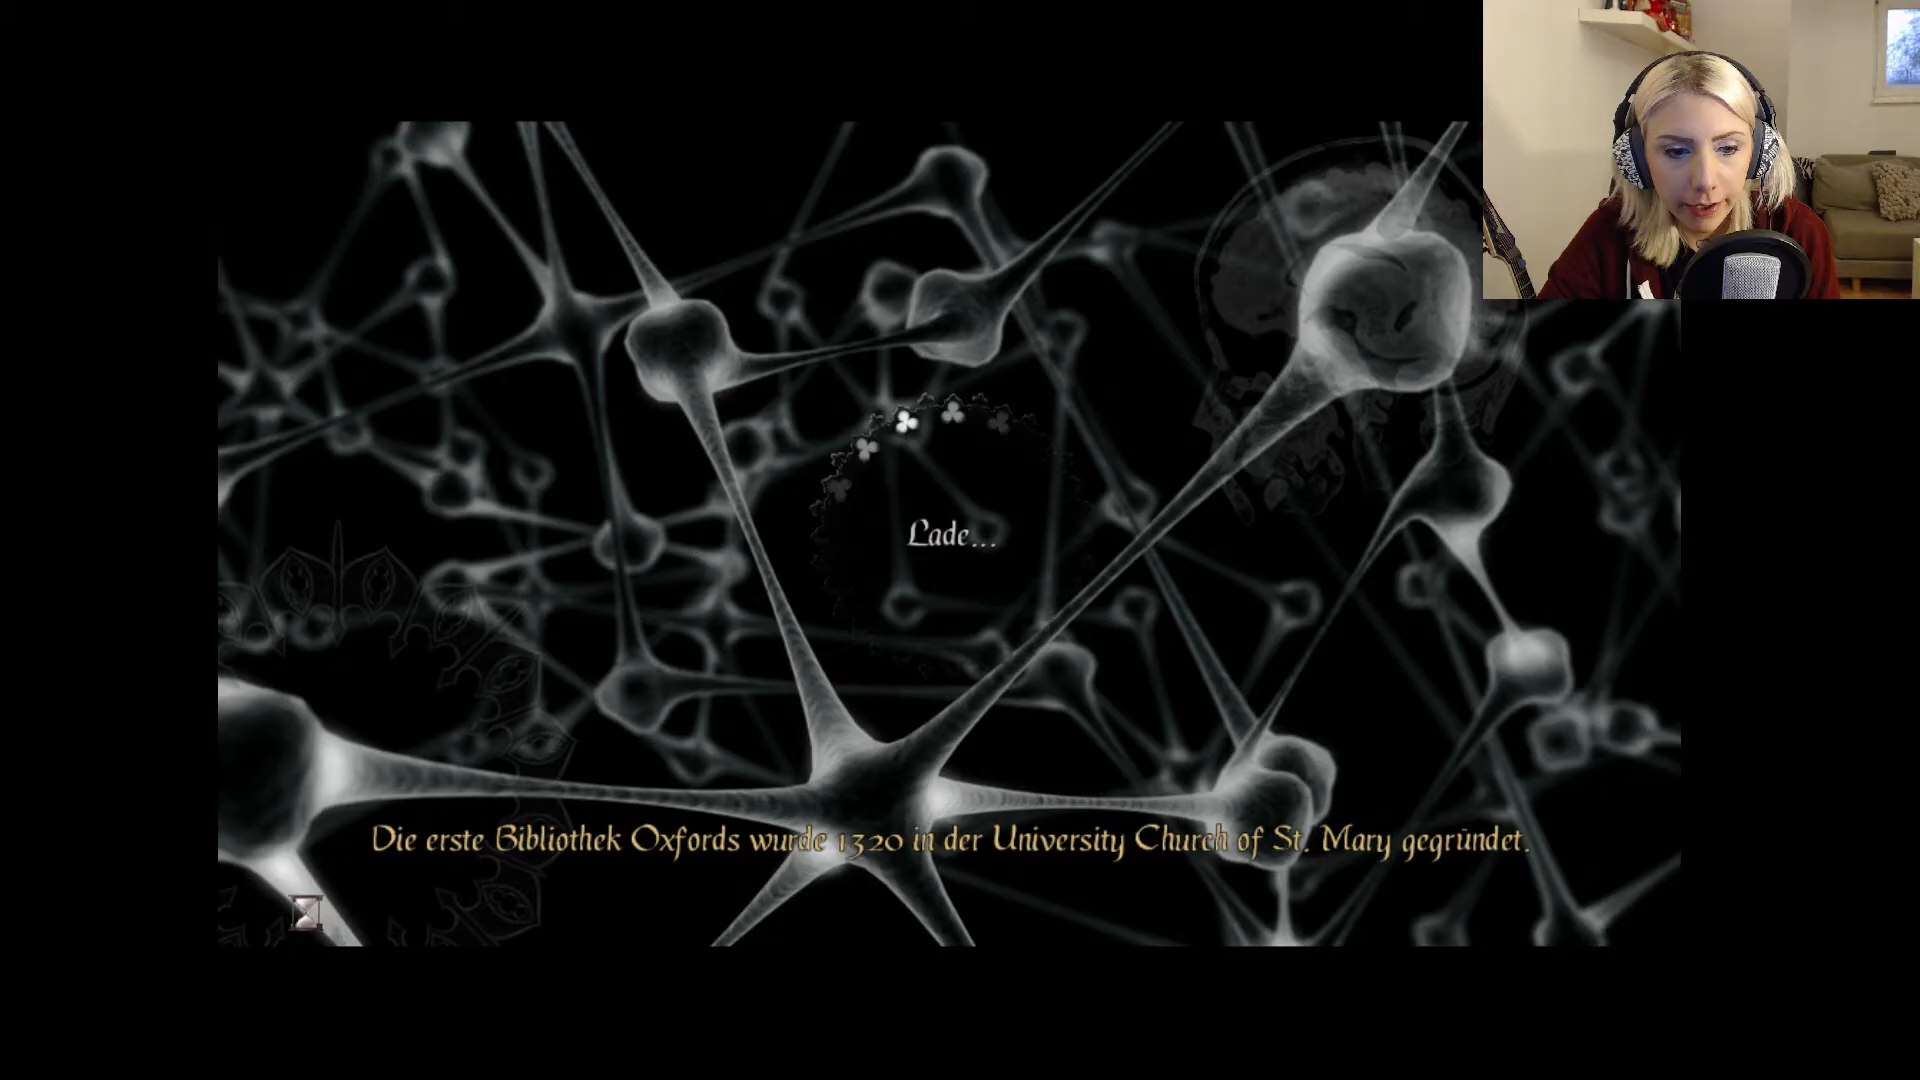 Lade...
Die erste Bibliothek Oxfords wurde 1320 in der University Church of St. Mary gegründet.